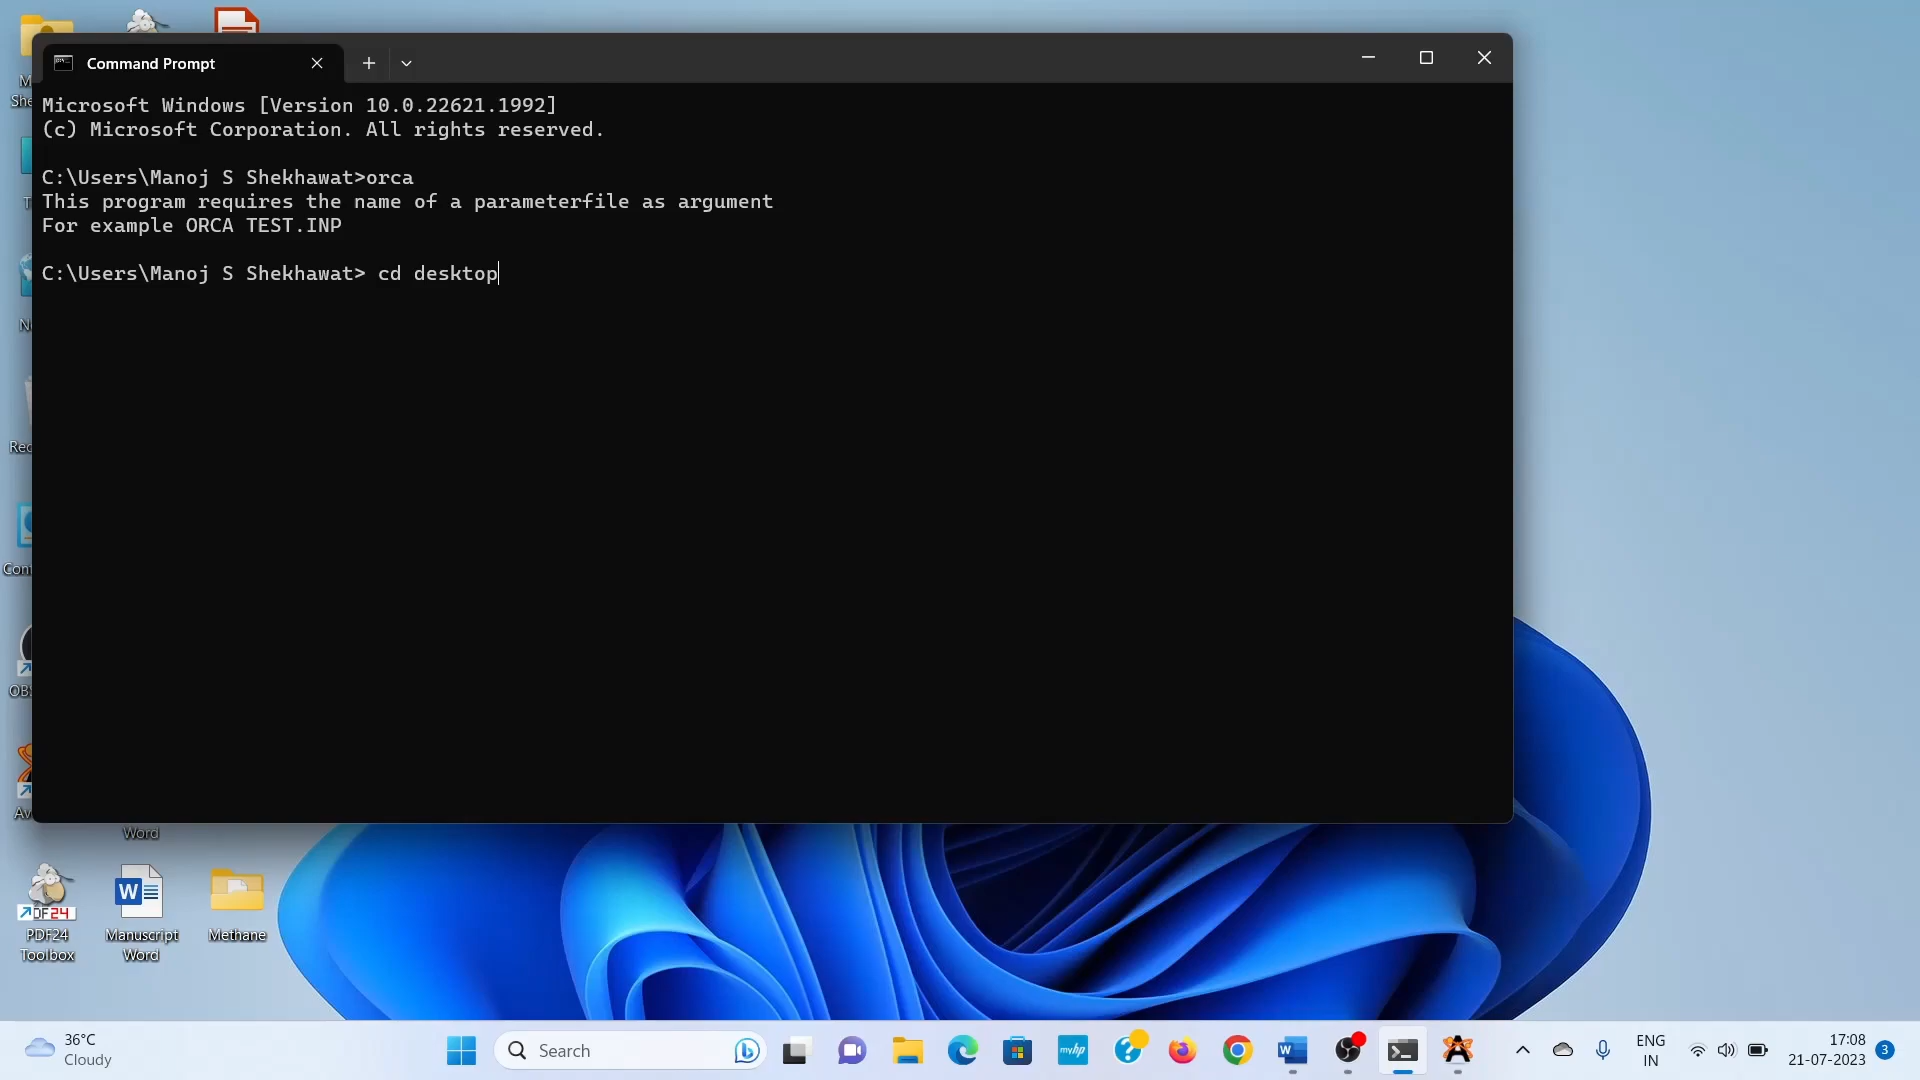 Command Prompt
Microsoft Windows [Version 10.0.22621.1992]
(c) Microsoft Corporation. All rights reserved.
C:\Users\Manoj S Shekhawat>orca
This program requires the name of a parameterfile as argument
For example ORCA TEST.INP
C:\Users\Manoj S Shekhawat> cd desktop
Word
PDF24
Toolbox
Manuscript
Word
Methane
36°C
Cloudy
Search
myhp
ENG
IN
17:08
21-07-2023
3